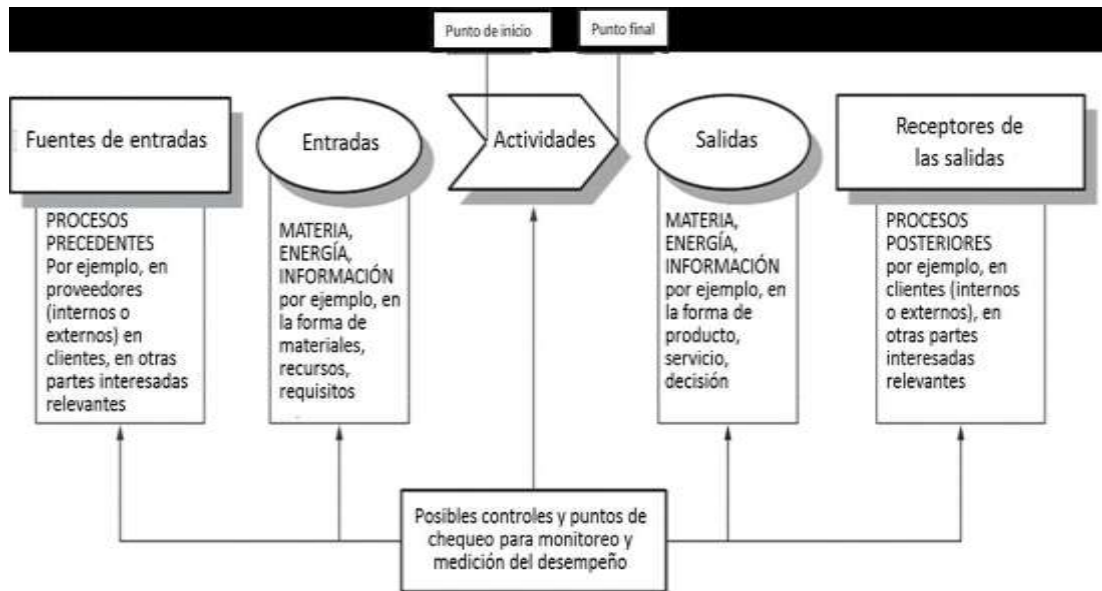 Punto de inicio
Punto final
Fuentes de entradas
Entradas
Actividades
Salidas
Receptores de
las salidas
PROCESOS
PRECEDENTES
Por ejemplo, en
proveedores
(internos o
externos) en
clientes, en otras
partes interesadas
relevantes
MATERIA,
ENERGÍA,
INFORMACIÓN
por ejemplo, en
la forma de
materiales,
recursos,
requisitos
MATERIA,
ENERGÍA,
INFORMACIÓN
por ejemplo, en
la forma de
producto,
servicio,
decisión
PROCESOS
POSTERIORES
por ejemplo, en
clientes (internos
o externos), en
otras partes
interesadas
relevantes
Posibles controles y puntos de
chequeo para monitoreo y
medición del desempeño